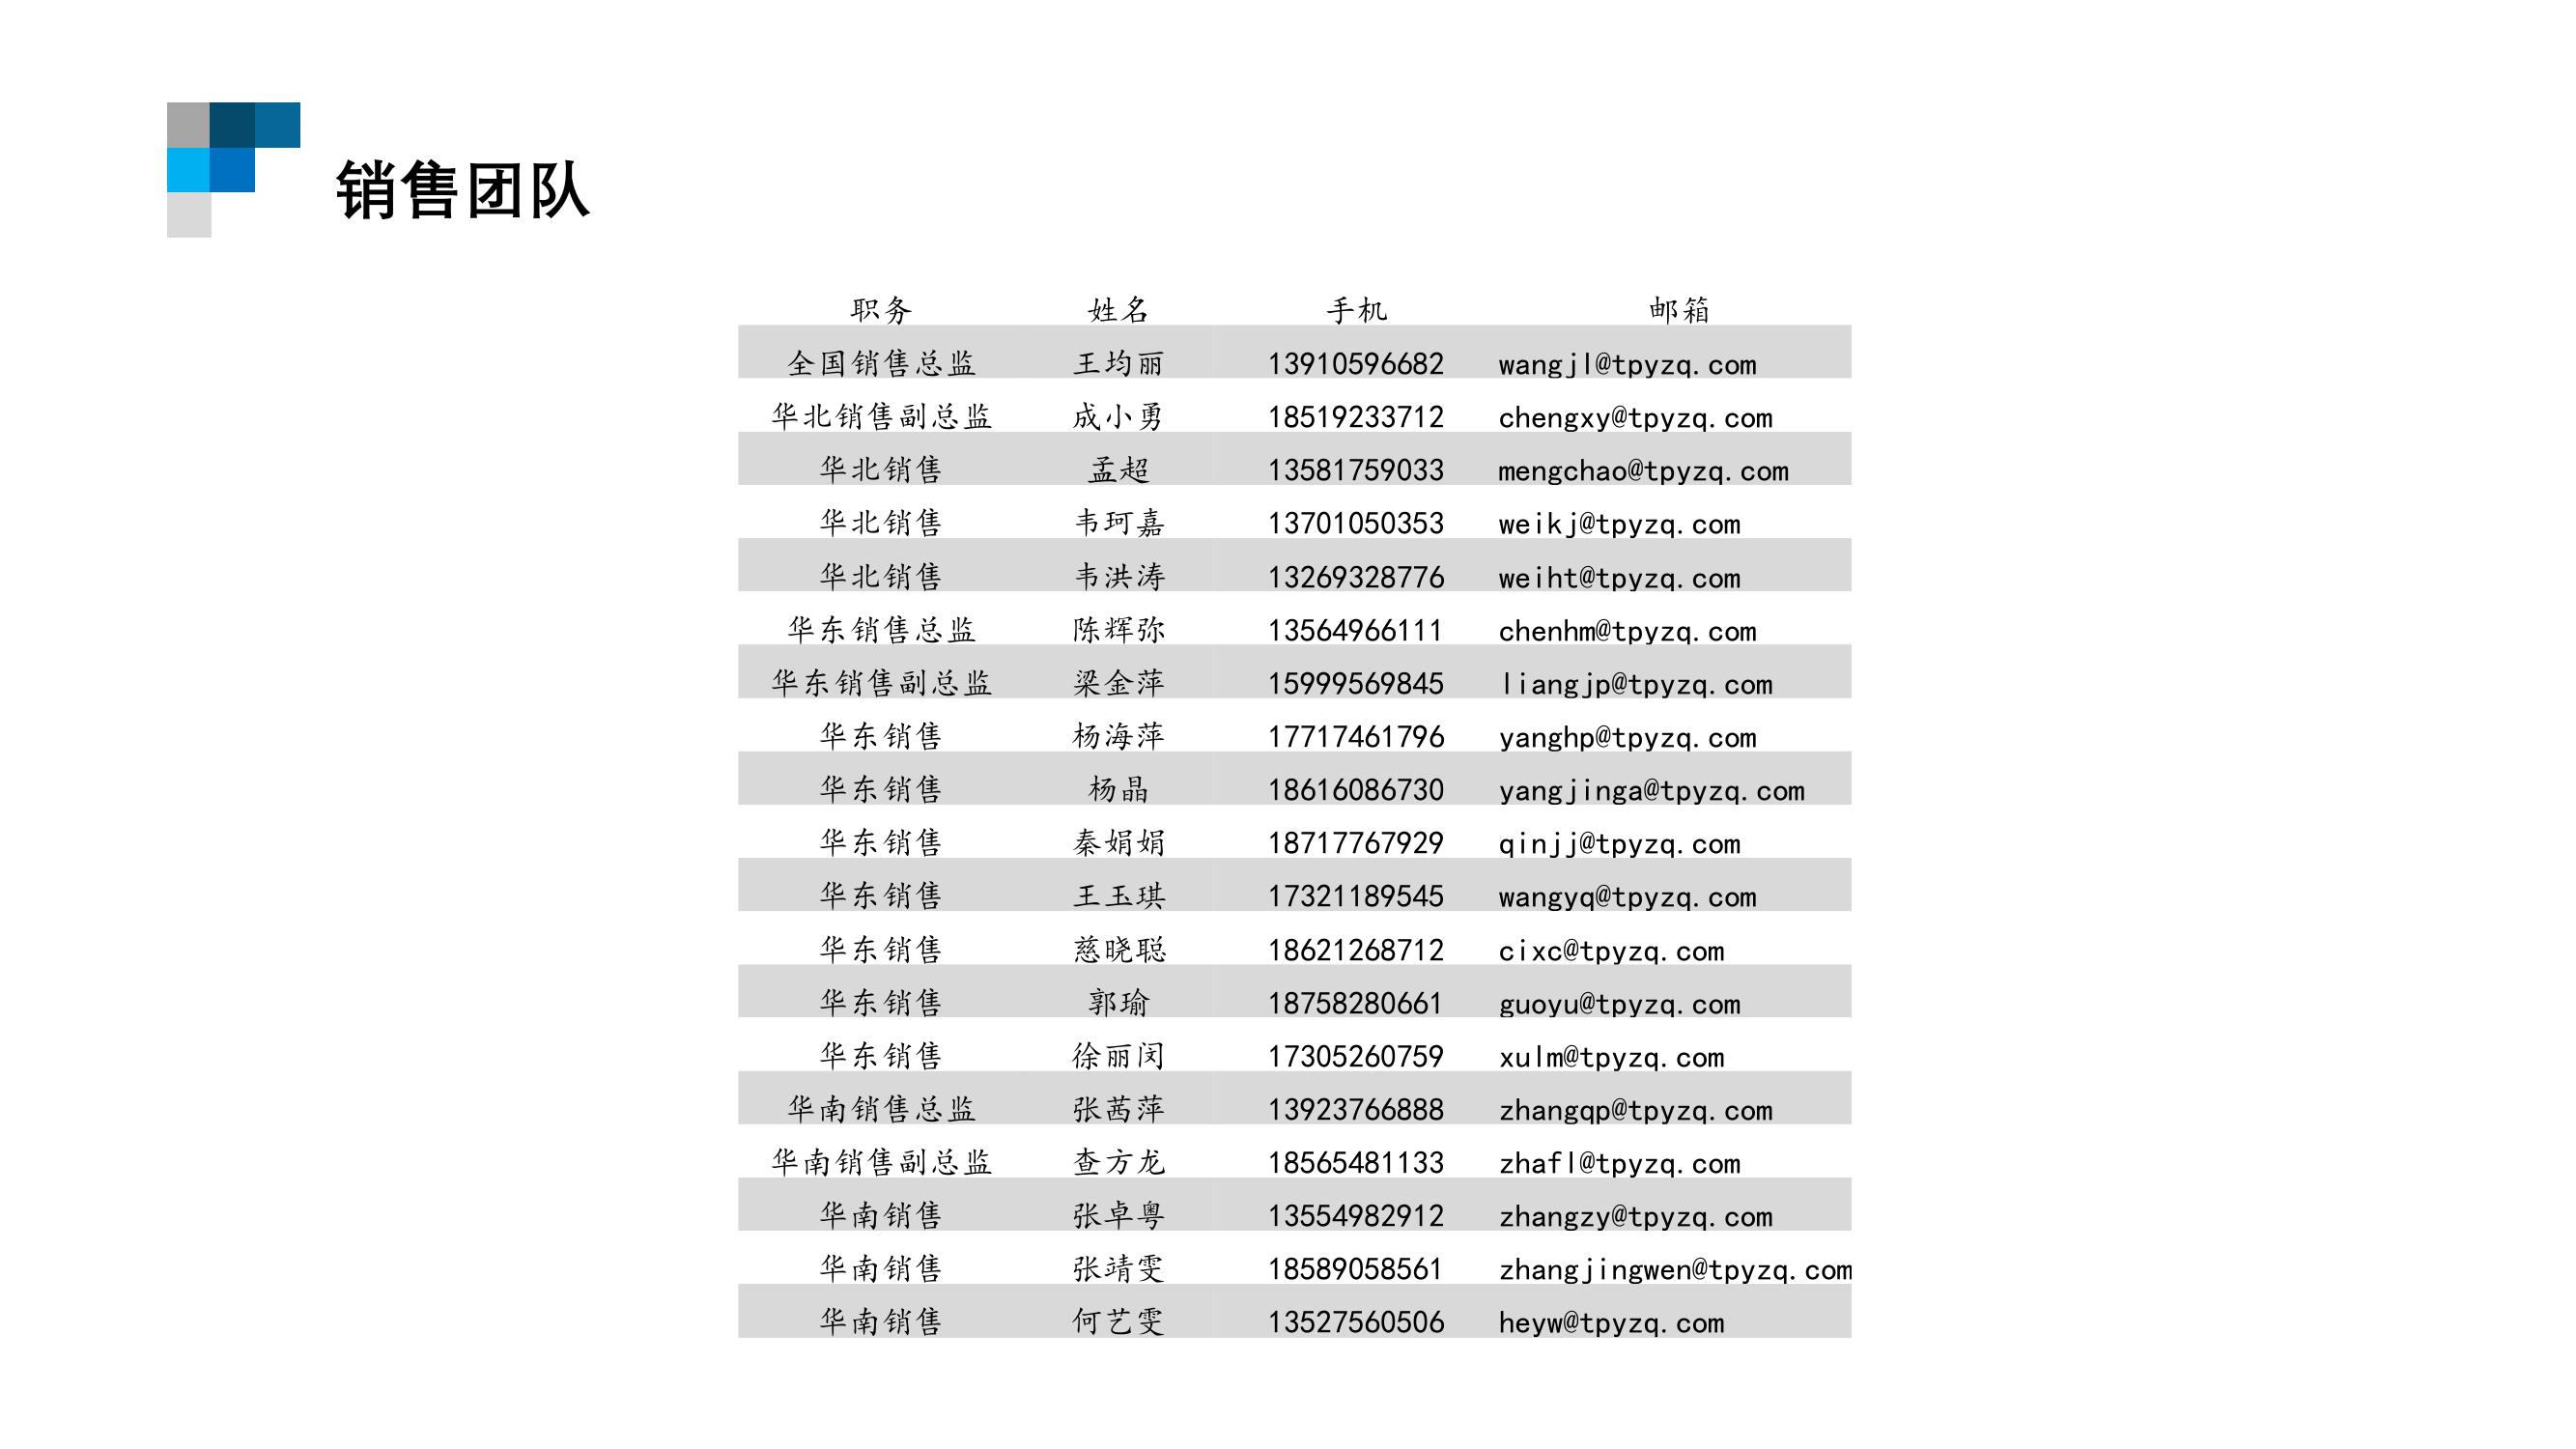 销售团队
职务 姓名 手机 邮箱
全国销售总监 王均丽 13910596682 wangjl@tpyzq.com
华北销售副总监 成小勇 18519233712 chengxy@tpyzq.com
华北销售 孟超 13581759033 mengchao@tpyzq.com
华北销售 韦珂嘉 13701050353 weikj@tpyzq.com
华北销售 韦洪涛 13269328776 weiht@tpyzq.com
华东销售总监 陈辉弥 13564966111 chenhm@tpyzq.com
华东销售副总监 梁金萍 15999569845 liangjp@tpyzq.com
华东销售 杨海萍 17717461796 yanghp@tpyzq.com
华东销售 杨晶 18616086730 yangjinga@tpyzq.com
华东销售 秦娟娟 18717767929 qinjj@tpyzq.com
华东销售 王玉琪 17321189545 wangyq@tpyzq.com
华东销售 慈晓聪 18621268712 cixc@tpyzq.com
华东销售 郭瑜 18758280661 guoyu@tpyzq.com
华东销售 徐丽闵 17305260759 xulm@tpyzq.com
华南销售总监 张茜萍 13923766888 zhangqp@tpyzq.com
华南销售副总监 查方龙 18565481133 zhafl@tpyzq.com
华南销售 张卓粤 13554982912 zhangzy@tpyzq.com
华南销售 张靖雯 18589058561 zhangjingwen@tpyzq.com
华南销售 何艺雯 13527560506 heyw@tpyzq.com